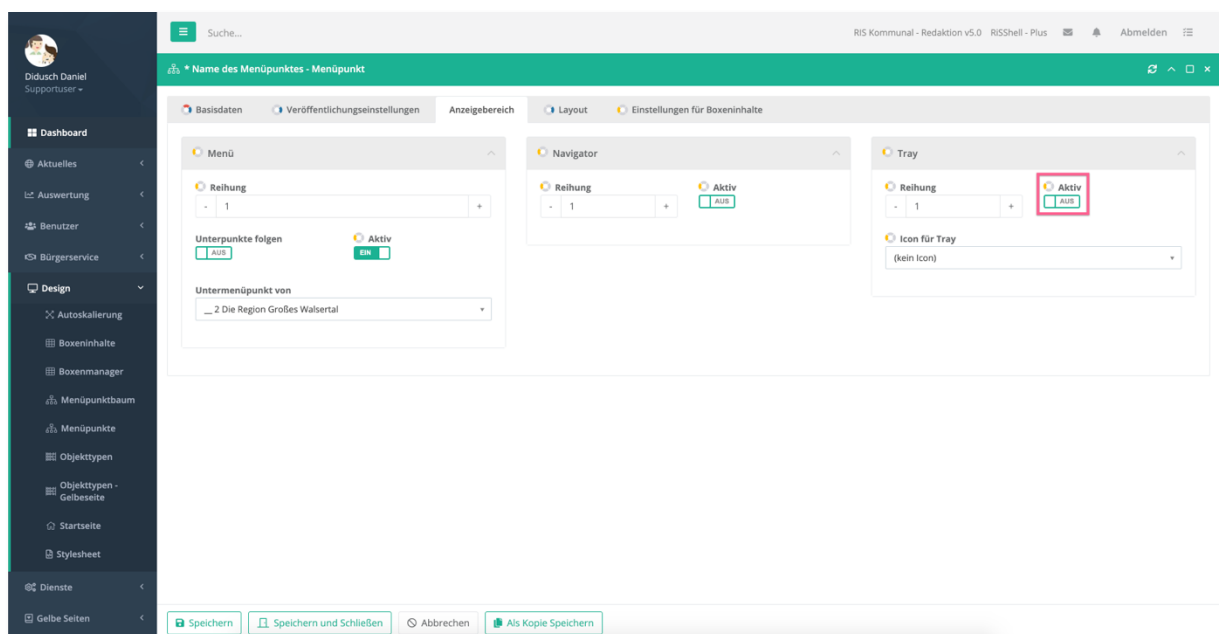 Suche...
RIS Kommunal - Redaktion v5.0 RISShell - Plus Abmelden
Didusch Daniel
Supportuser
* Name des Menüpunktes - Menüpunkt
Basisdaten Veröffentlichungseinstellungen Anzeigebereich Layout Einstellungen für Boxeninhalte
Dashboard
Aktuelles
Auswertung
Benutzer
Bürgerservice
Design
Autoskalierung
Boxeninhalte
Boxenmanager
Menüpunktbaum
Menüpunkte
Objekttypen
Objekttypen -
Gelbeseite
Startseite
Stylesheet
Dienste
Gelbe Seiten
Menü
Reihung
- 1 +
Unterpunkte folgen Aktiv
AUS EIN
Untermenüpunkt von
__ 2 Die Region Großes Walsertal
Navigator
Reihung Aktiv
- 1 + AUS
Tray
Reihung Aktiv
- 1 + AUS
Icon für Tray
(kein Icon)
Speichern Speichern und Schließen Abbrechen Als Kopie Speichern